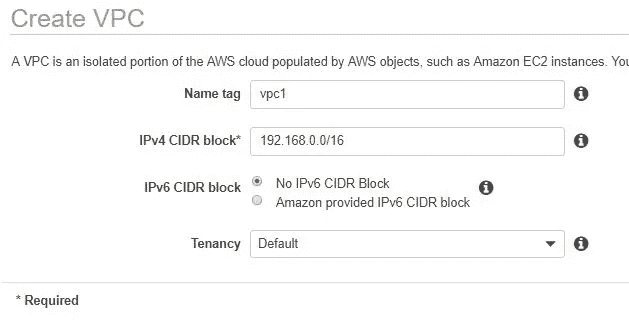 Create VPC
A VPC is an isolated portion of the AWS cloud populated by AWS objects, such as Amazon EC2 instances. You
Name tag vpc1
IPv4 CIDR block* 192.168.0.0/16
IPv6 CIDR block No IPv6 CIDR Block
Amazon provided IPv6 CIDR block
Tenancy Default
* Required